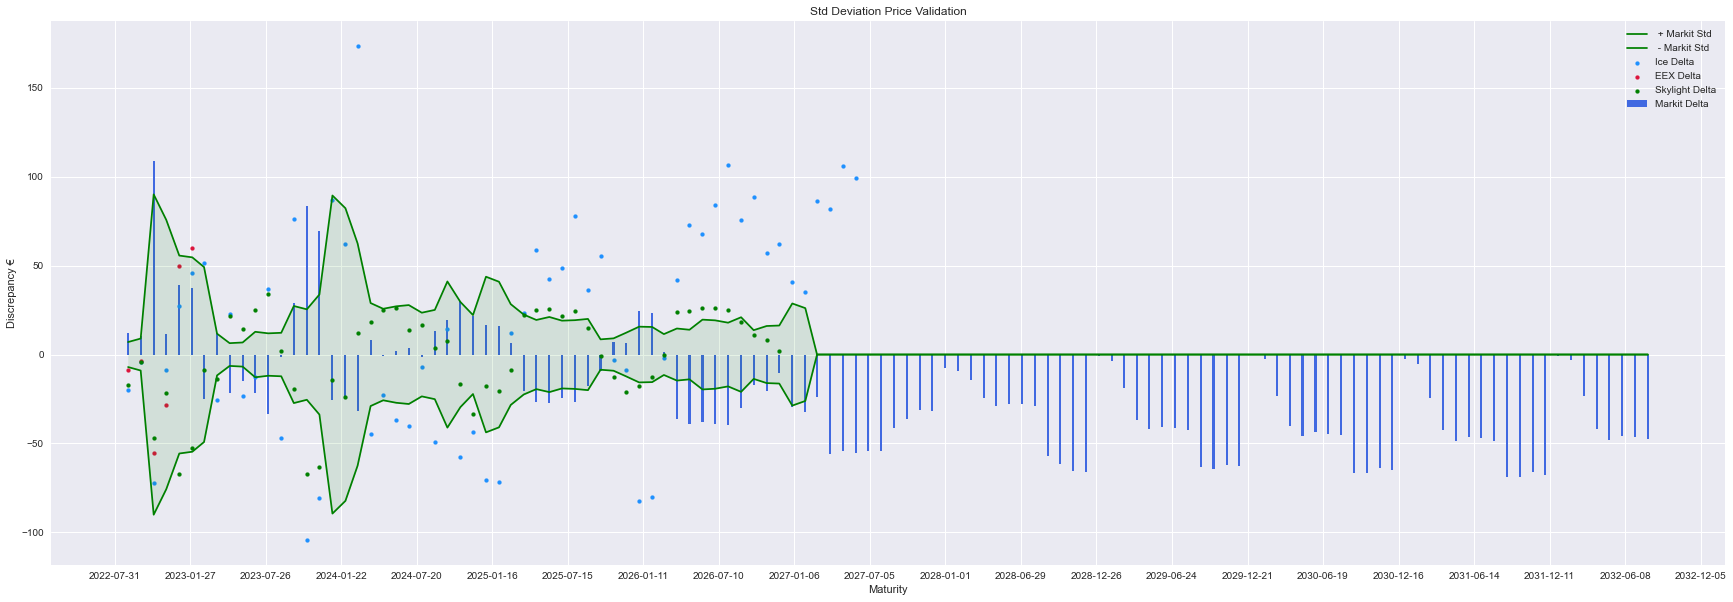 Std Deviation Price Validation
+ Markit Std
- Markit Std
Ice Delta
EEX Delta
Skylight Delta
Markit Delta
150
100
50
0
−50
−100
Discrepancy €
2022-07-31 2023-01-27 2023-07-26 2024-01-22 2024-07-20 2025-01-16 2025-07-15 2026-01-11 2026-07-10 2027-01-06 2027-07-05 2028-01-01 2028-06-29 2028-12-26 2029-06-24 2029-12-21 2030-06-19 2030-12-16 2031-06-14 2031-12-11 2032-06-08 2032-12-05
Maturity